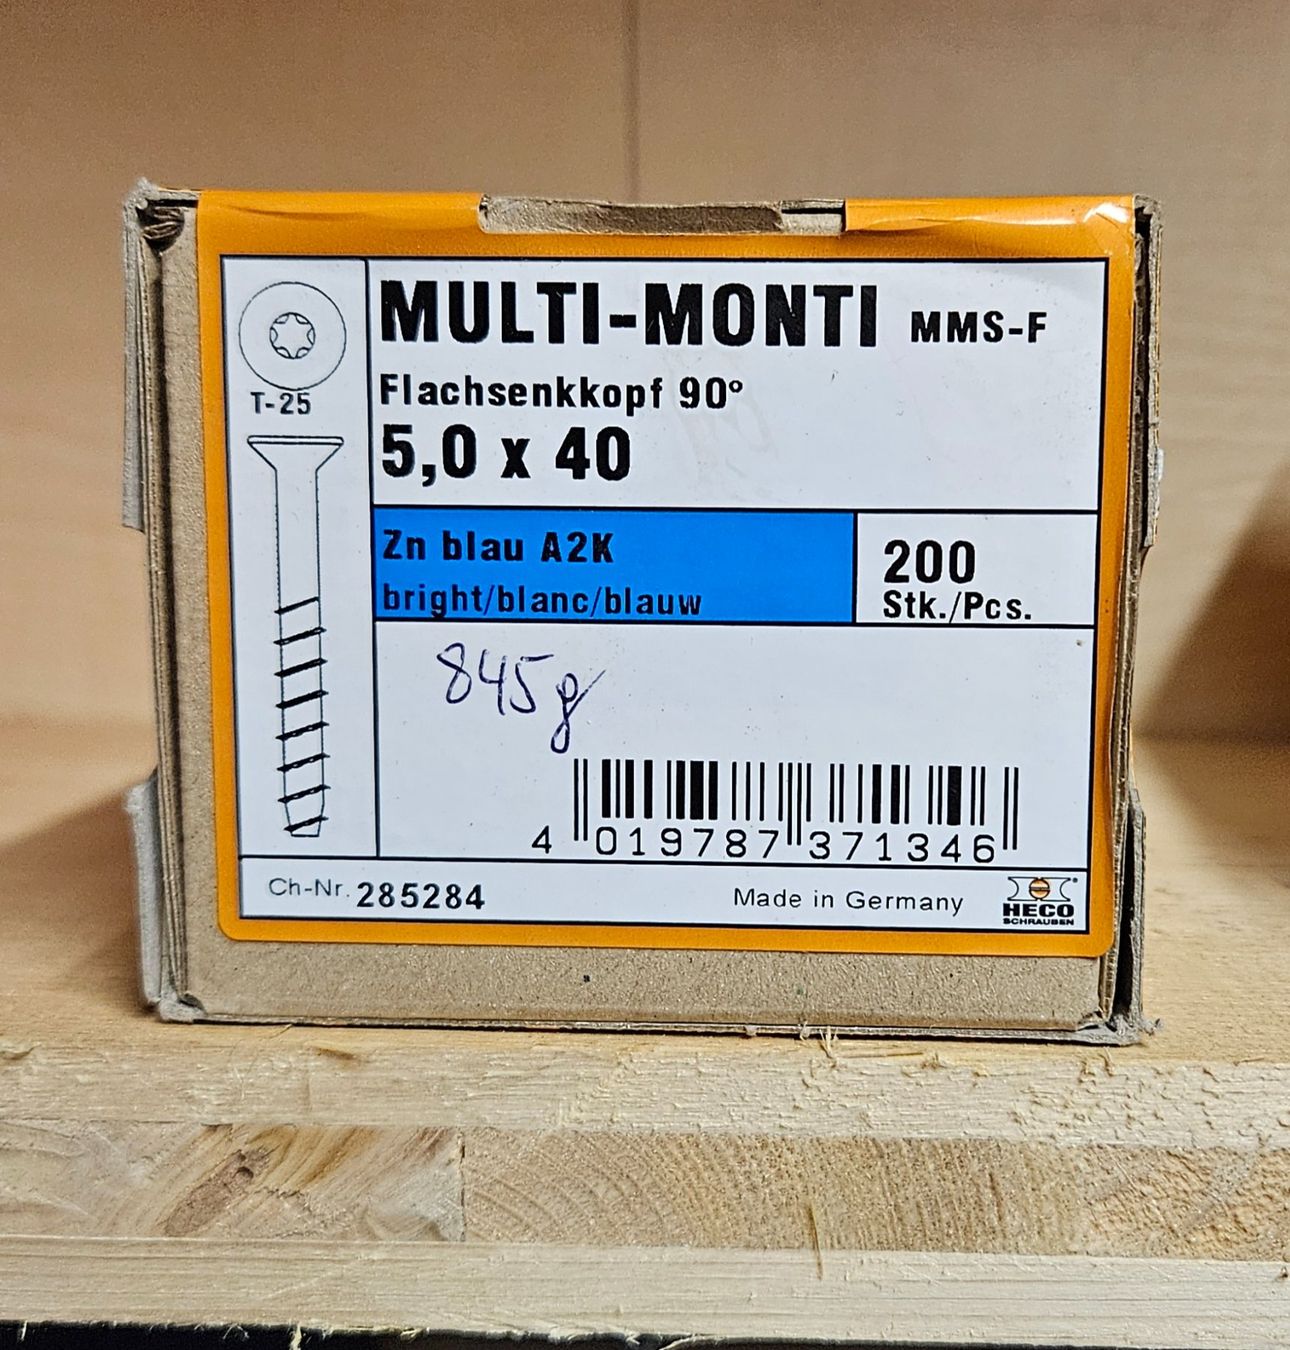 MULTI-MONTI MMS-F
T-25
Flachsenkkopf 90°
5,0 x 40
Zn blau A2K
bright/blanc/blauw
200
Stk./Pcs.
845g
4 019787 371346
Ch-Nr. 285284
Made in Germany
HECO
SCHRAUBEN